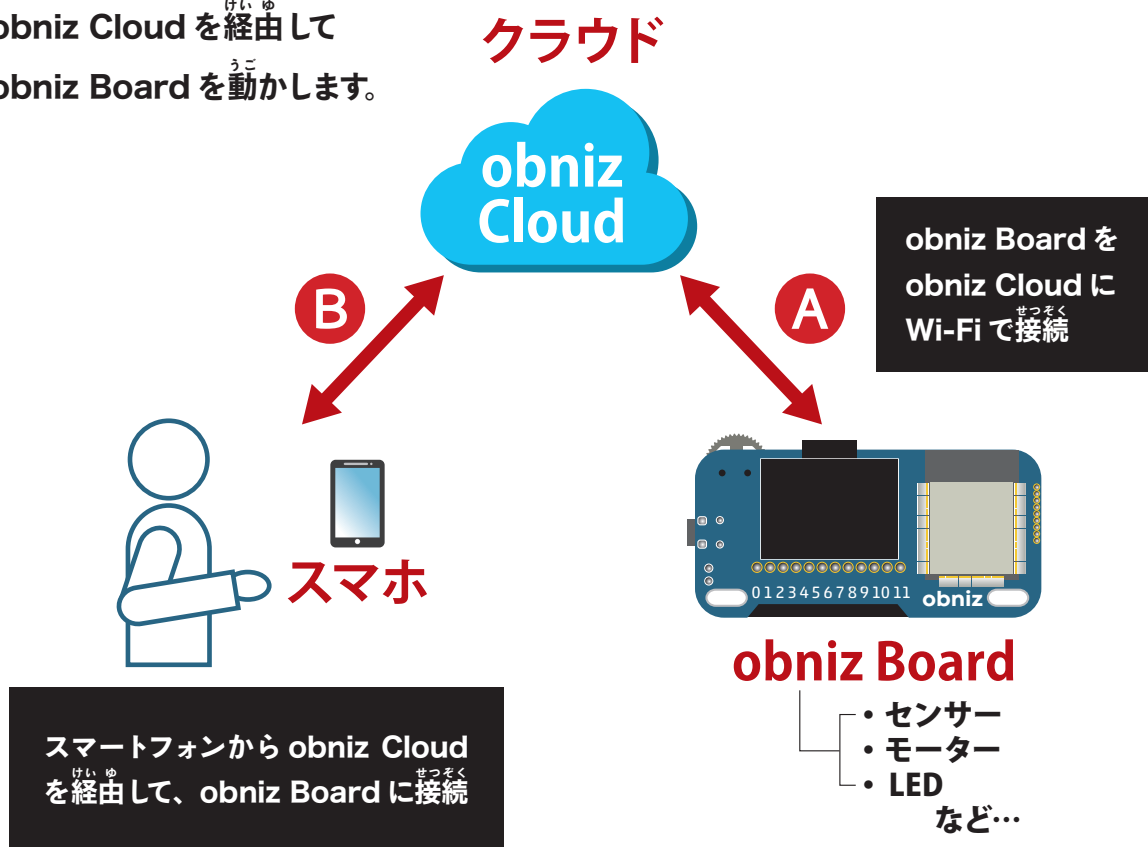 obniz Cloud を経由して
obniz Board を動かします。
クラウド
obniz
Cloud
B
A
obniz Board を
obniz Cloud に
Wi-Fi で接続
スマホ
0 1 2 3 4 5 6 7 8 9 10 11
obniz
obniz Board
・センサー
・モーター
・LED
など…
スマートフォンから obniz Cloud
を経由して、obniz Board に接続